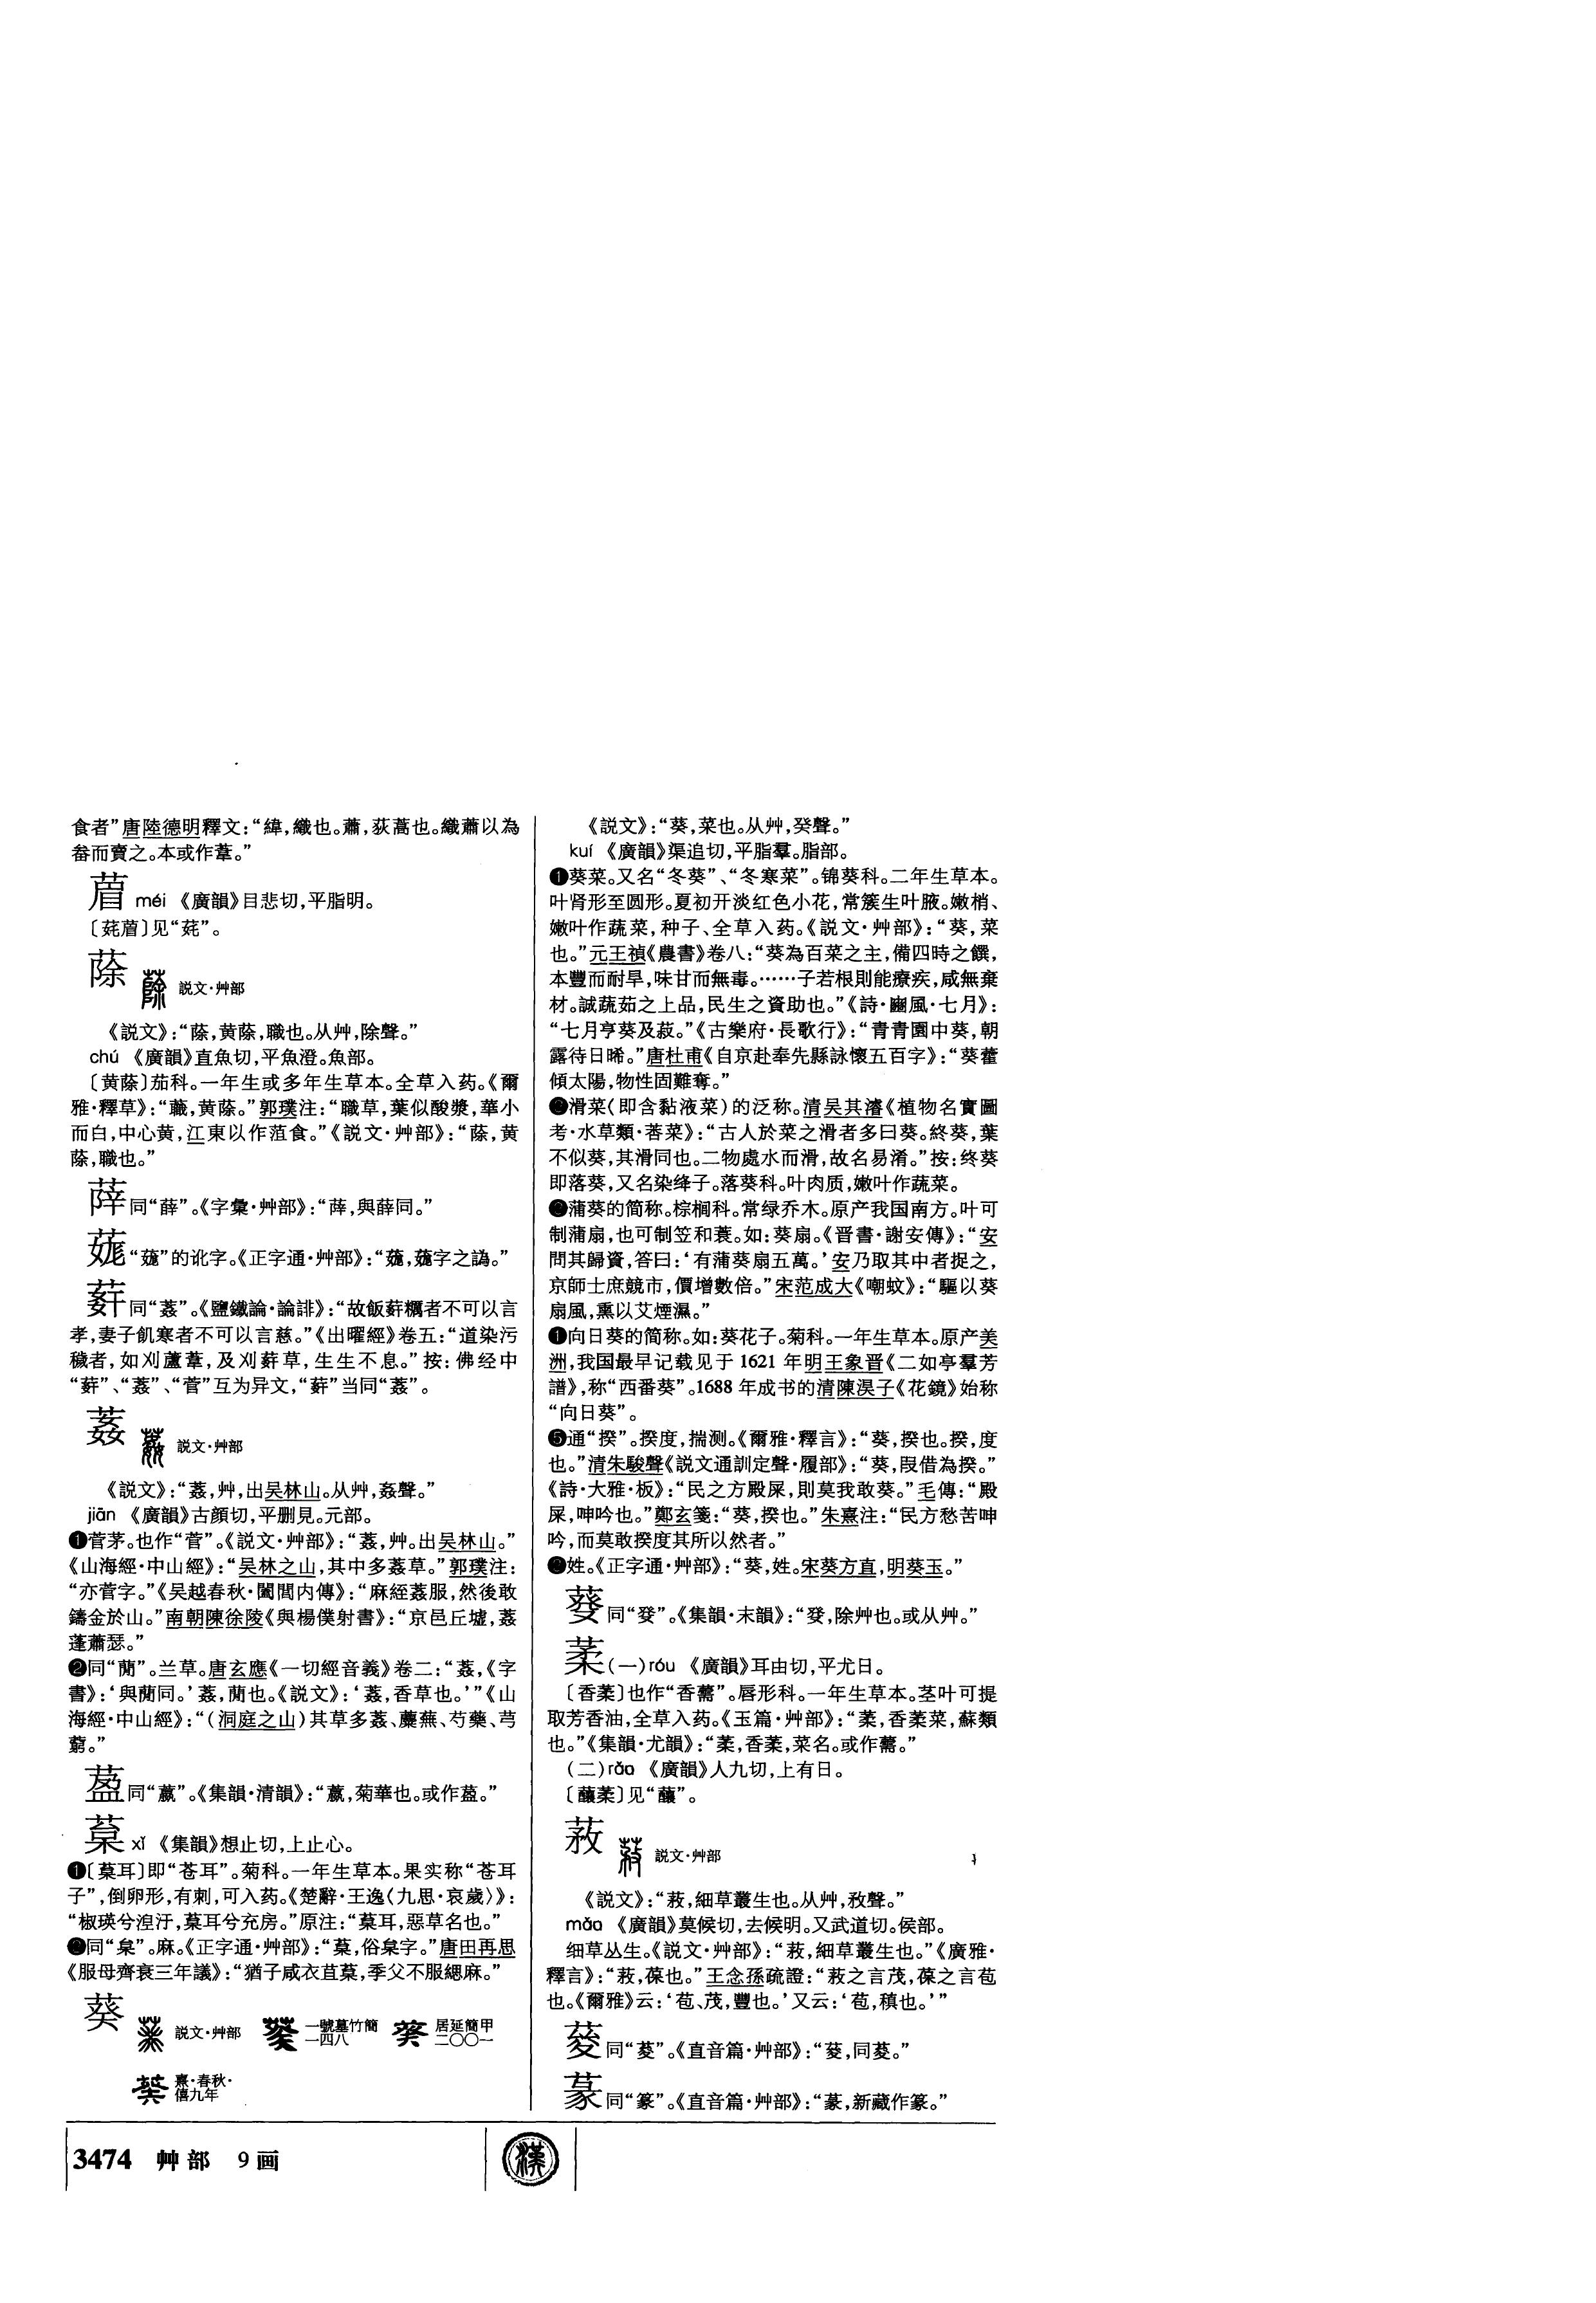 食者”唐陸德明釋文：“緯，織也。蕭，荻蒿也。織蕭以為
畚而賣之。本或作葦。”
葿 méi 《廣韻》目悲切，平脂明。
〔蕘葿〕见“蕘”。
蒢 説文·艸部
《説文》：“蒢，黄蒢，職也。从艸，除聲。”
chú 《廣韻》直魚切，平魚澄。魚部。
〔黄蒢〕茄科。一年生或多年生草本。全草入药。《爾
雅·釋草》：“蘵，黄蒢。”郭璞注：“職草，葉似酸漿，華小
而白，中心黄，江東以作菹食。”《説文·艸部》：“蒢，黄
蒢，職也。”
同“薛”。《字彙·艸部》：“，與薛同。”
“”的讹字。《正字通·艸部》：“，字之譌。”
同“葌”。《鹽鐵論·論誹》：“故飯糲者不可以言
孝，妻子飢寒者不可以言慈。”《出曜經》卷五：“道染污
穢者，如刈蘆葦，及刈草，生生不息。”按：佛经中
“”、“葌”、“菅”互为异文，“”当同“葌”。
葌 説文·艸部
《説文》：“葌，艸，出吴林山。从艸，姦聲。”
jiān 《廣韻》古顔切，平删見。元部。
❶菅茅。也作“菅”。《説文·艸部》：“葌，艸。出吴林山。”
《山海經·中山經》：“吴林之山，其中多葌草。”郭璞注：
“亦菅字。”《吴越春秋·闔閭内傳》：“麻絰葌服，然後敢
鑄金於山。”南朝陳徐陵《與楊僕射書》：“京邑丘墟，葌
蓬蕭瑟。”
❷同“蕑”。兰草。唐玄應《一切經音義》卷二：“葌，《字
書》：‘與蕑同。’葌，蕑也。《説文》：‘葌，香草也。’”《山
海經·中山經》：“（洞庭之山）其草多葌、蘪蕪、芍藥、芎
藭。”
葐同“蠃”。《集韻·清韻》：“，菊華也。或作。”
葈 xǐ 《集韻》想止切，上止心。
❶〔葈耳〕即“苍耳”。菊科。一年生草本。果实称“苍耳
子”，倒卵形，有刺，可入药。《楚辭·王逸〈九思·哀歲〉》：
“椒瑛兮涅汙，葈耳兮充房。”原注：“葈耳，惡草名也。”
❷同“枲”。麻。《正字通·艸部》：“葈，俗枲字。”唐田再思
《服母齊衰三年議》：“猶子咸衣苴葈，季父不服緦麻。”
葵 説文·艸部 一號墓竹簡一四八 居延簡甲二〇〇一
熹·春秋·僖九年
《説文》：“葵，菜也。从艸，癸聲。”
kuí 《廣韻》渠追切，平脂羣。脂部。
❶葵菜。又名“冬葵”、“冬寒菜”。锦葵科。二年生草本。
叶肾形至圆形。夏初开淡红色小花，常簇生叶腋。嫩梢、
嫩叶作蔬菜，种子、全草入药。《説文·艸部》：“葵，菜
也。”元王禎《農書》卷八：“葵為百菜之主，備四時之饌，
本豐而耐旱，味甘而無毒。……子若根則能療疾，咸無棄
材。誠蔬茹之上品，民生之資助也。”《詩·豳風·七月》：
“七月亨葵及菽。”《古樂府·長歌行》：“青青園中葵，朝
露待日晞。”唐杜甫《自京赴奉先縣詠懷五百字》：“葵藿
傾太陽，物性固難奪。”
❷滑菜（即含黏液菜）的泛称。清吴其濬《植物名實圖
考·水草類·莕菜》：“古人於菜之滑者多曰葵。終葵，葉
不似葵，其滑同也。二物處水而滑，故名易淆。”按：终葵
即落葵，又名染绛子。落葵科。叶肉质，嫩叶作蔬菜。
❸蒲葵的简称。棕榈科。常绿乔木。原产我国南方。叶可
制蒲扇，也可制笠和蓑。如：葵扇。《晋書·謝安傳》：“安
問其歸資，答曰：‘有蒲葵扇五萬。’安乃取其中者捉之，
京師士庶競市，價增數倍。”宋范成大《嘲蚊》：“驅以葵
扇風，熏以艾煙濕。”
❹向日葵的简称。如：葵花子。菊科。一年生草本。原产美
洲，我国最早记载见于 1621 年明王象晋《二如亭羣芳
譜》，称“西番葵”。1688 年成书的清陳淏子《花鏡》始称
“向日葵”。
❺通“揆”。揆度，揣测。《爾雅·釋言》：“葵，揆也。揆，度
也。”清朱駿聲《説文通訓定聲·履部》：“葵，叚借為揆。”
《詩·大雅·板》：“民之方殿屎，則莫我敢葵。”毛傳：“殿
屎，呻吟也。”鄭玄箋：“葵，揆也。”朱熹注：“民方愁苦呻
吟，而莫敢揆度其所以然者。”
❻姓。《正字通·艸部》：“葵，姓。宋葵方直，明葵玉。”
同“癹”。《集韻·末韻》：“癹，除艸也。或从艸。”
葇（一）róu 《廣韻》耳由切，平尤日。
〔香葇〕也作“香薷”。唇形科。一年生草本。茎叶可提
取芳香油，全草入药。《玉篇·艸部》：“葇，香葇菜，蘇類
也。”《集韻·尤韻》：“葇，香葇，菜名。或作薷。”
（二）rǒu 《廣韻》人九切，上有日。
〔蘸葇〕见“”。
葞 説文·艸部
《説文》：“，細草叢生也。从艸，敄聲。”
mào 《廣韻》莫候切，去候明。又武道切。侯部。
细草丛生。《説文·艸部》：“，細草叢生也。”《廣雅·
釋言》：“，葆也。”王念孫疏證：“之言茂，葆之言苞
也。《爾雅》云：‘苞、茂，豐也。’又云：‘苞，稹也。’”
同“葼”。《直音篇·艸部》：“，同葼。”
同“篆”。《直音篇·艸部》：“，新藏作篆。”
3474 艸部 9画
漢